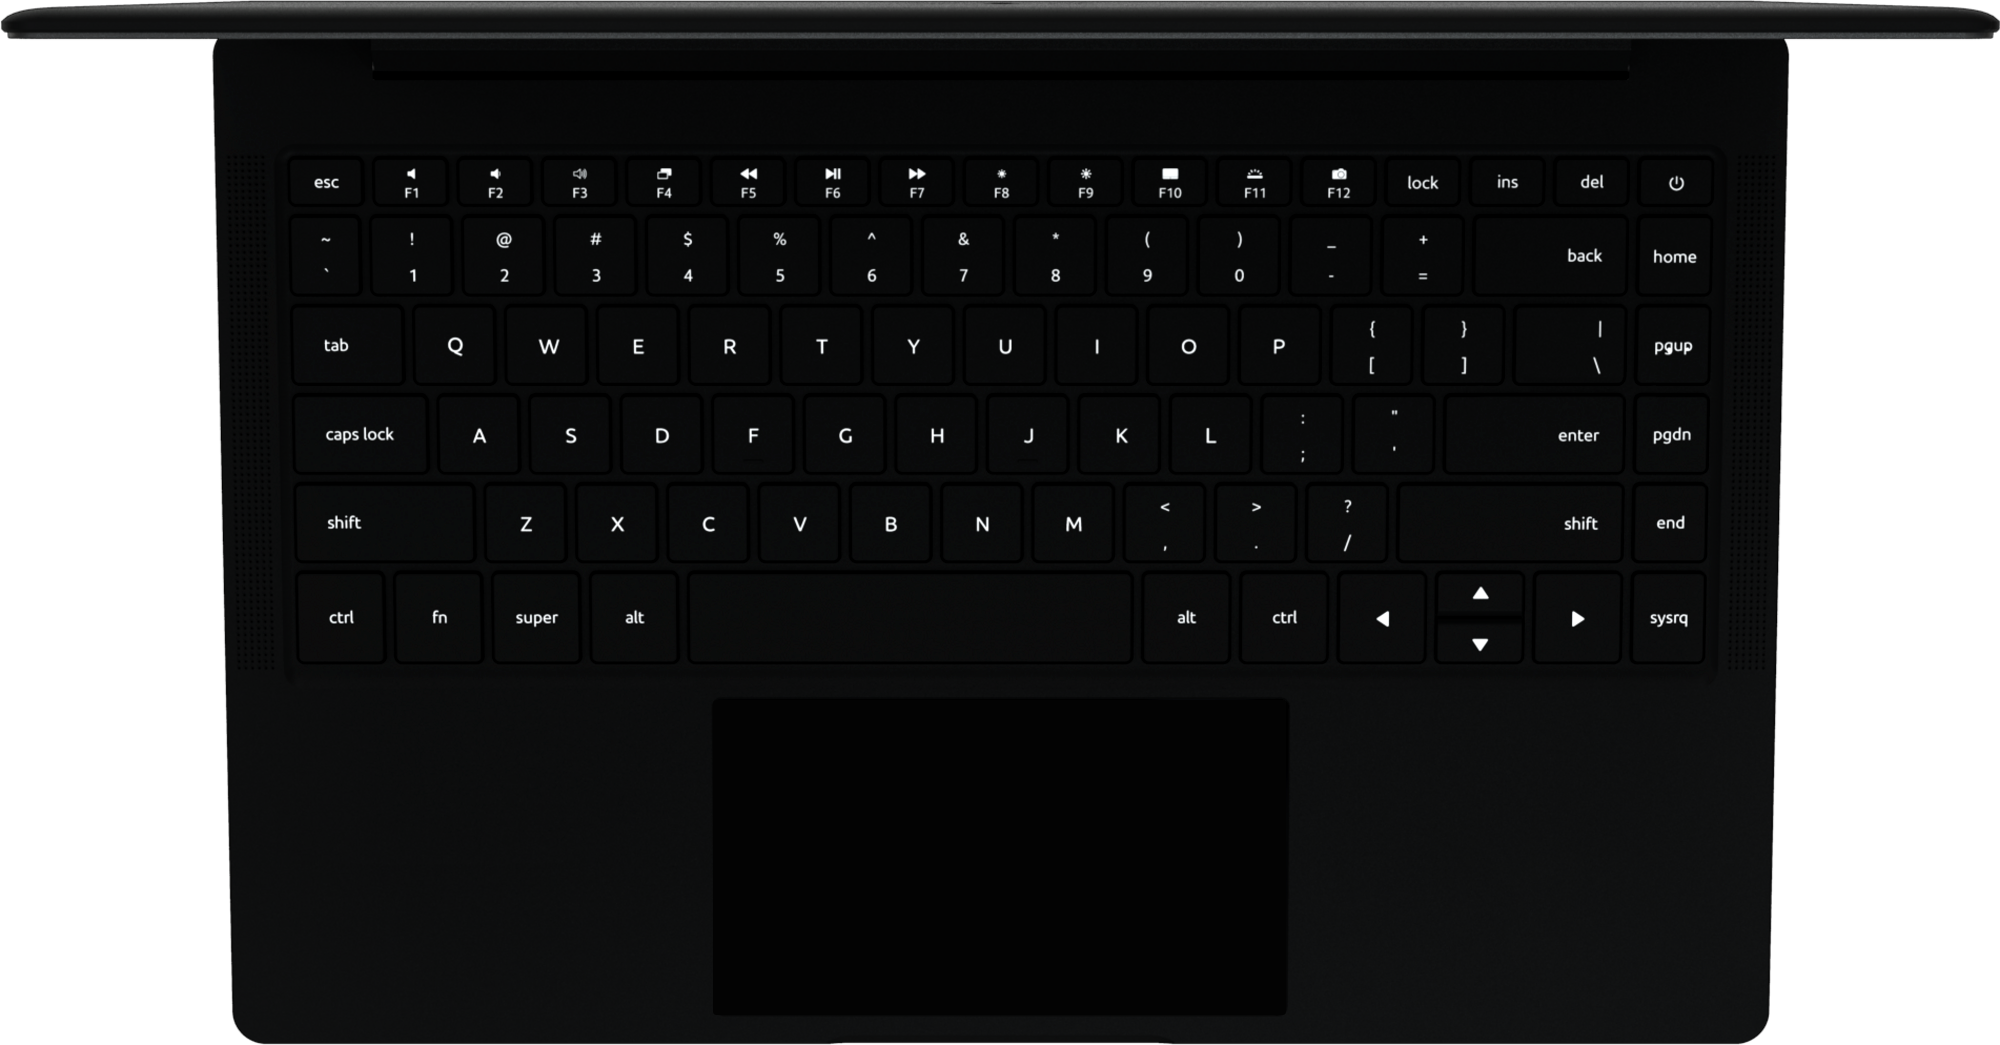 esc F1 F2 F3 F4 F5 F6 F7 F8 F9 F10 F11 F12 lock ins del
~ ! @ # $ % ^ & * ( ) _ +
` 1 2 3 4 5 6 7 8 9 0 - = back home
tab Q W E R T Y U I O P { } |
[ ] \ pgup
caps lock A S D F G H J K L : "
; ' enter pgdn
shift Z X C V B N M < > ?
, . / shift end
ctrl fn super alt alt ctrl ◀ ▲ ▼ ▶ sysrq